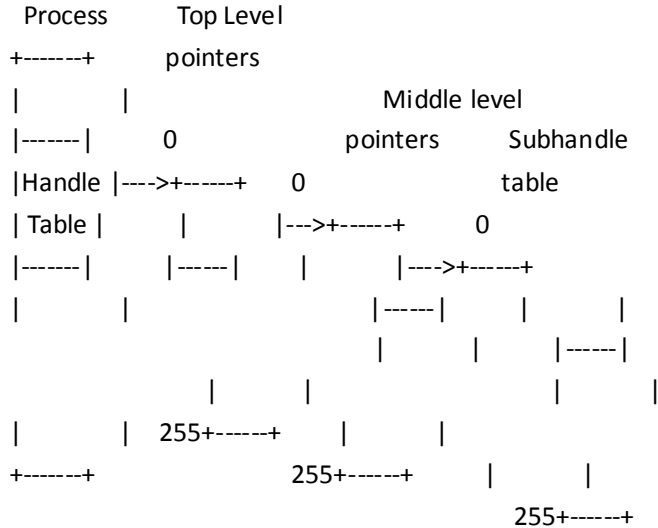 Process Top Level
+-------+ pointers
| | Middle level
|-------| 0 pointers Subhandle
|Handle |---->+------+ 0 table
| Table | | |--->+------+ 0
|-------| |------| | |---->+------+
| | |------| | |
| | |------|
| | | |
| | 255+------+ | |
+-------+ 255+------+ | |
255+------+